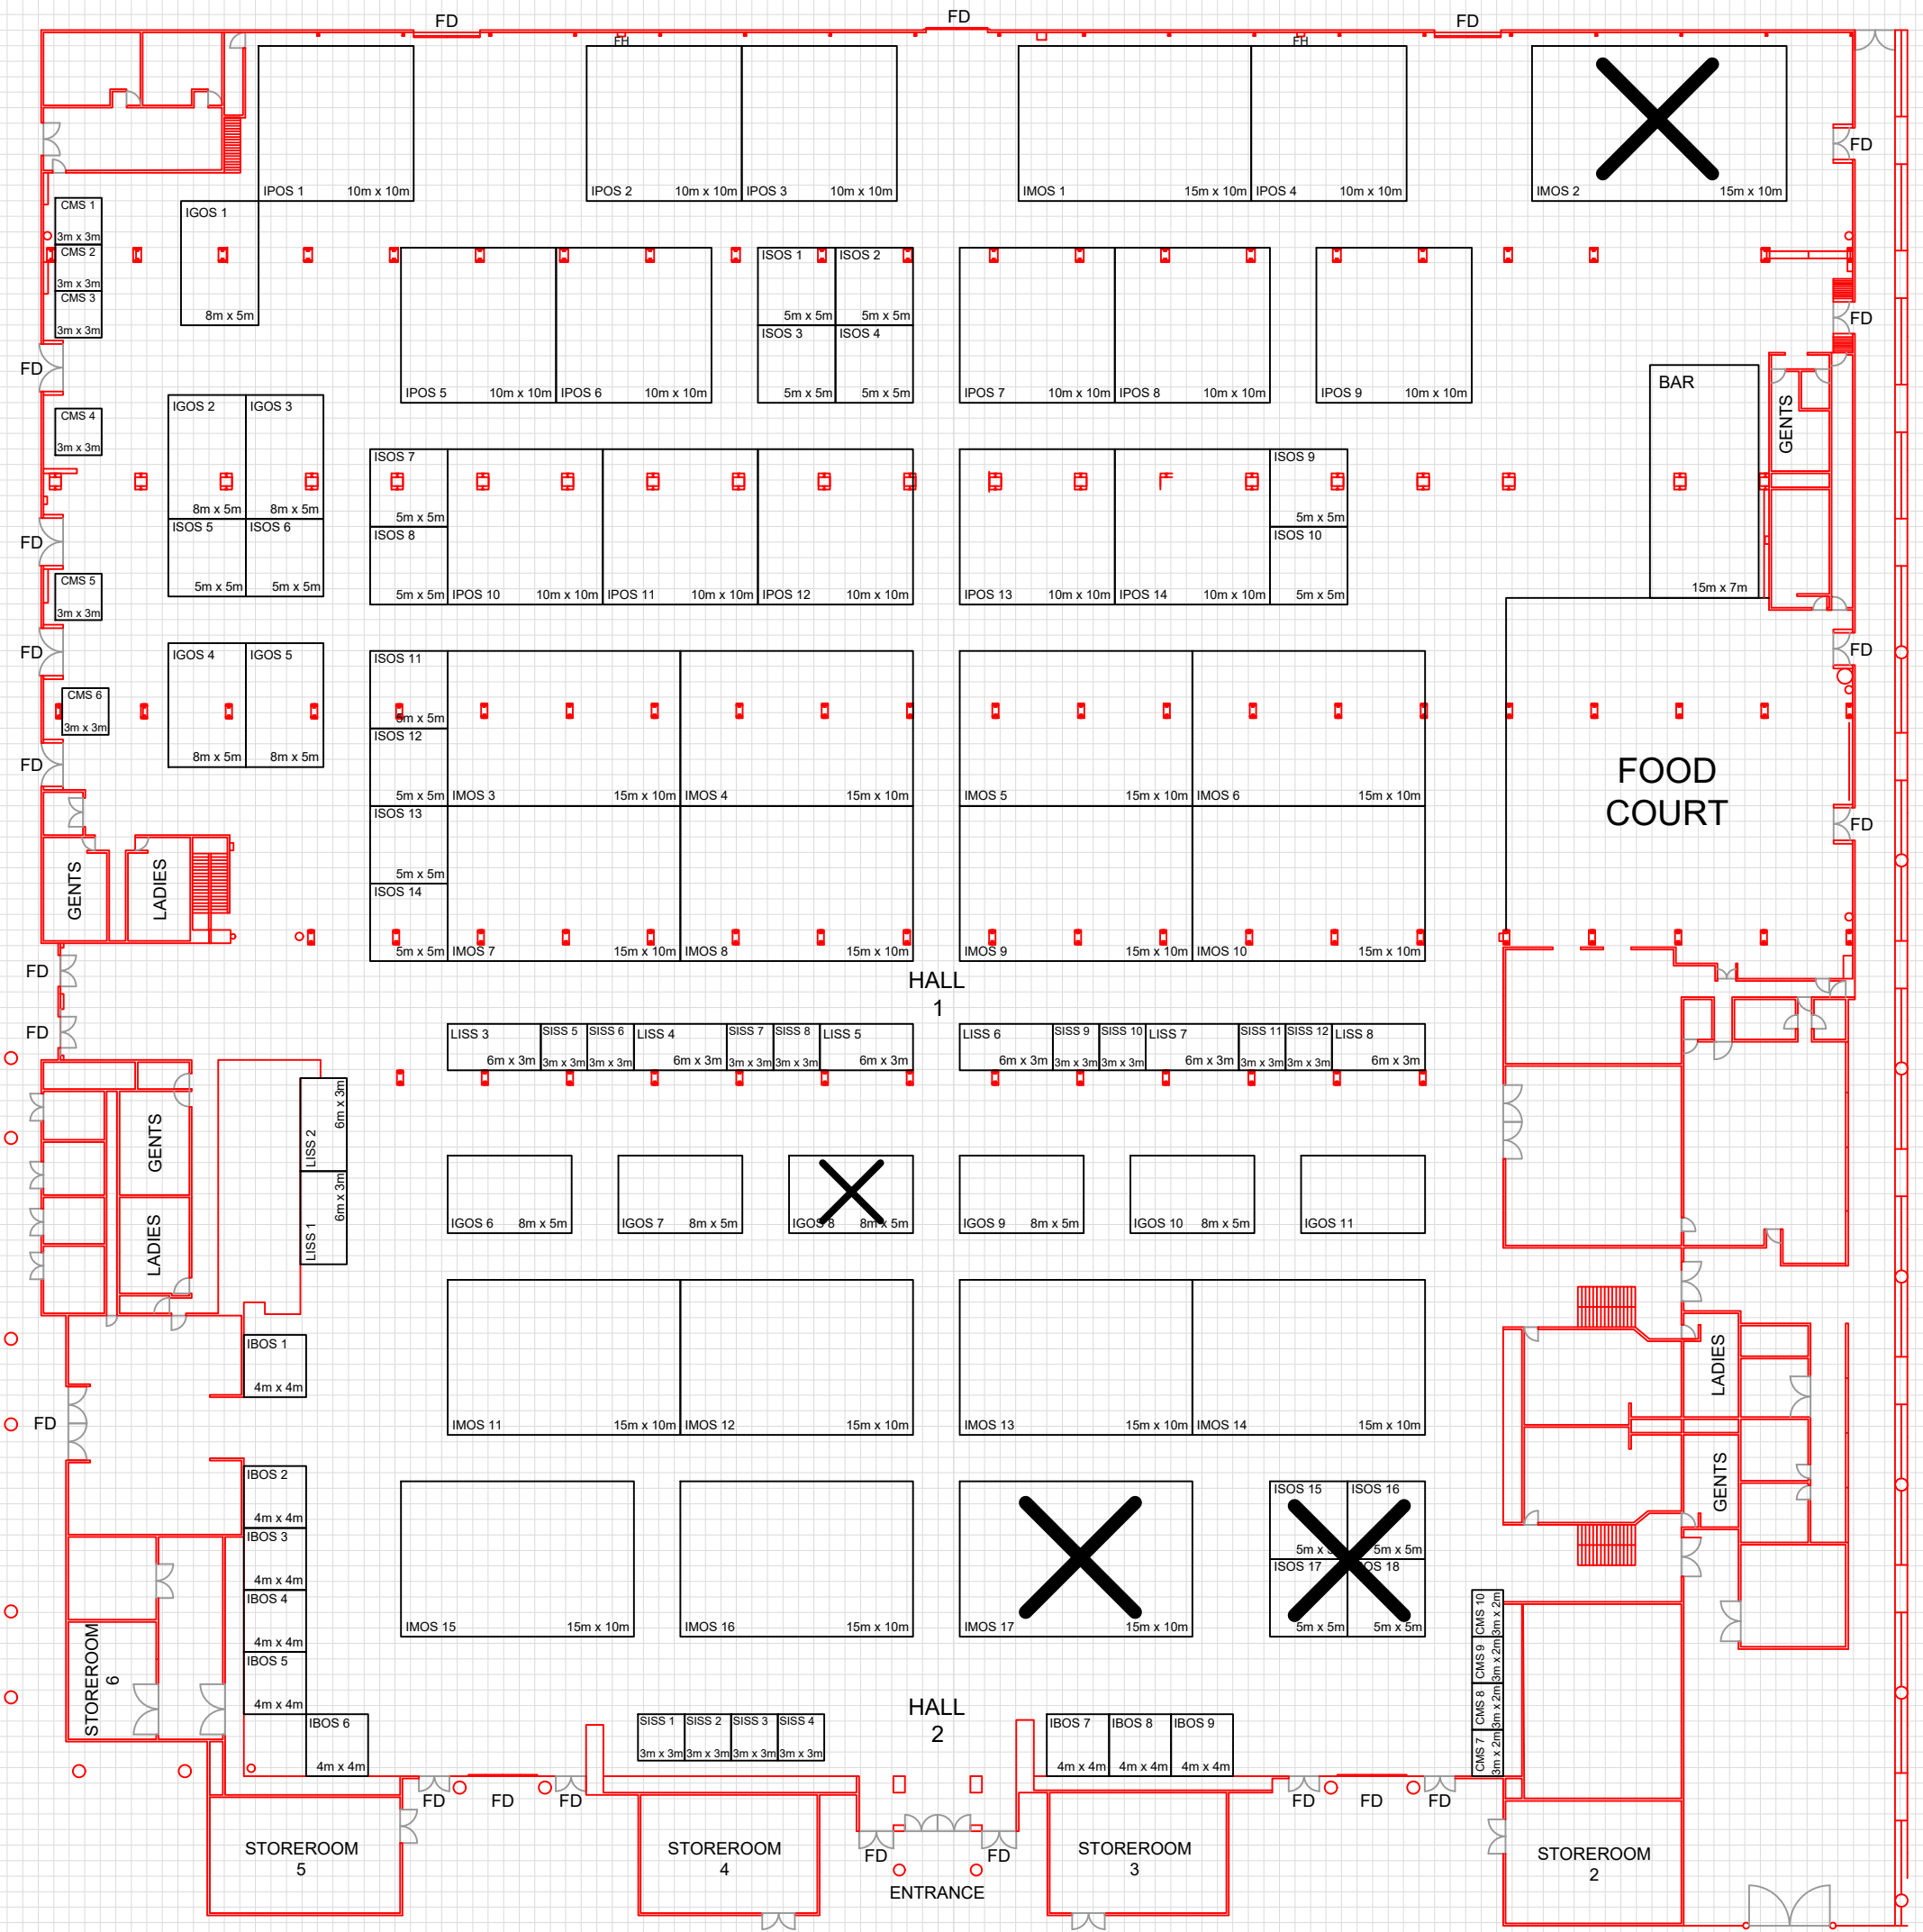 FD
FD
FD
FH
FH
IPOS 1 10m x 10m
IPOS 2 10m x 10m
IPOS 3 10m x 10m
IMOS 1 15m x 10m
IPOS 4 10m x 10m
IMOS 2 15m x 10m
FD
CMS 1
3m x 3m
CMS 2
3m x 3m
CMS 3
3m x 3m
IGOS 1
8m x 5m
IPOS 5 10m x 10m
IPOS 6 10m x 10m
ISOS 1
5m x 5m
ISOS 2
5m x 5m
ISOS 3
5m x 5m
ISOS 4
5m x 5m
IPOS 7 10m x 10m
IPOS 8 10m x 10m
IPOS 9 10m x 10m
FD
FD
BAR
15m x 7m
GENTS
CMS 4
3m x 3m
IGOS 2
8m x 5m
IGOS 3
8m x 5m
ISOS 5
5m x 5m
ISOS 6
5m x 5m
ISOS 7
5m x 5m
ISOS 8
5m x 5m
IPOS 10 10m x 10m
IPOS 11 10m x 10m
IPOS 12 10m x 10m
IPOS 13 10m x 10m
IPOS 14 10m x 10m
ISOS 9
5m x 5m
ISOS 10
5m x 5m
FD
CMS 5
3m x 3m
FD
FD
IGOS 4
8m x 5m
IGOS 5
8m x 5m
CMS 6
3m x 3m
FD
ISOS 11
5m x 5m
ISOS 12
5m x 5m
IMOS 3 15m x 10m
IMOS 4 15m x 10m
IMOS 5 15m x 10m
IMOS 6 15m x 10m
FOOD
COURT
FD
ISOS 13
5m x 5m
ISOS 14
5m x 5m
IMOS 7 15m x 10m
IMOS 8 15m x 10m
IMOS 9 15m x 10m
IMOS 10 15m x 10m
GENTS
LADIES
FD
HALL
1
FD
LISS 3
6m x 3m
SISS 5
3m x 3m
SISS 6
3m x 3m
LISS 4
6m x 3m
SISS 7
3m x 3m
SISS 8
3m x 3m
LISS 5
6m x 3m
LISS 6
6m x 3m
SISS 9
3m x 3m
SISS 10
3m x 3m
LISS 7
6m x 3m
SISS 11
3m x 3m
SISS 12
3m x 3m
LISS 8
6m x 3m
GENTS
LADIES
LISS 2
6m x 3m
LISS 1
6m x 3m
IGOS 6 8m x 5m
IGOS 7 8m x 5m
IGOS 8 8m x 5m
IGOS 9 8m x 5m
IGOS 10 8m x 5m
IGOS 11
IBOS 1
4m x 4m
IMOS 11 15m x 10m
IMOS 12 15m x 10m
IMOS 13 15m x 10m
IMOS 14 15m x 10m
LADIES
FD
GENTS
IBOS 2
4m x 4m
IBOS 3
4m x 4m
IBOS 4
4m x 4m
IBOS 5
4m x 4m
IBOS 6
4m x 4m
IMOS 15 15m x 10m
IMOS 16 15m x 10m
IMOS 17 15m x 10m
ISOS 15
ISOS 16
5m x 5m
ISOS 17
5m x 5m
18
5m x 5m
CMS 10
3m x 2m
CMS 9
3m x 2m
CMS 8
3m x 2m
CMS 7
3m x 2m
STOREROOM
6
SISS 1
3m x 3m
SISS 2
3m x 3m
SISS 3
3m x 3m
SISS 4
3m x 3m
HALL
2
IBOS 7
4m x 4m
IBOS 8
4m x 4m
IBOS 9
4m x 4m
FD
FD
FD
FD
FD
FD
STOREROOM
5
STOREROOM
4
FD
FD
ENTRANCE
STOREROOM
3
STOREROOM
2